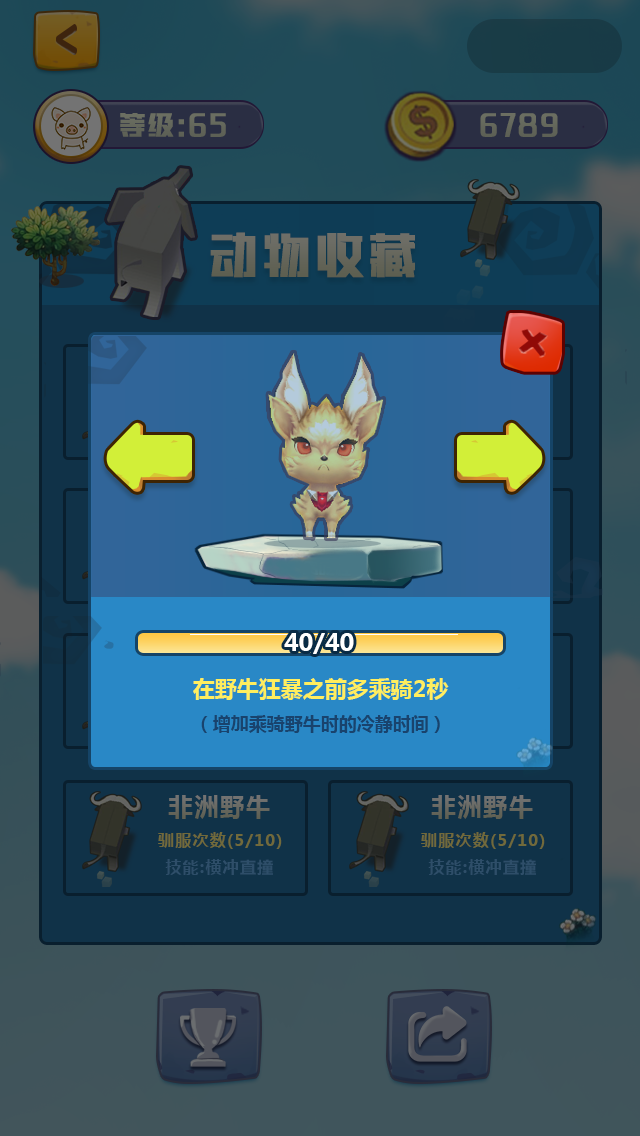 等级:65
6789
动物收藏
40/40
在野牛狂暴之前多乘骑2秒
(增加乘骑野牛时的冷静时间)
非洲野牛
驯服次数(5/10)
技能:横冲直撞
非洲野牛
驯服次数(5/10)
技能:横冲直撞